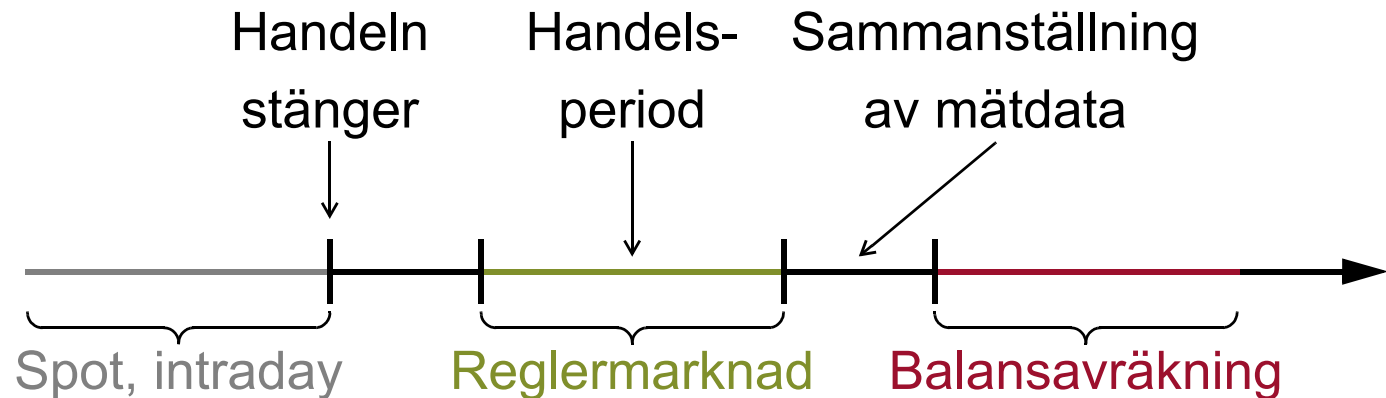 Handeln
stänger
Handels-
period
Sammanställning
av mätdata
Spot, intraday
Reglermarknad
Balansavräkning